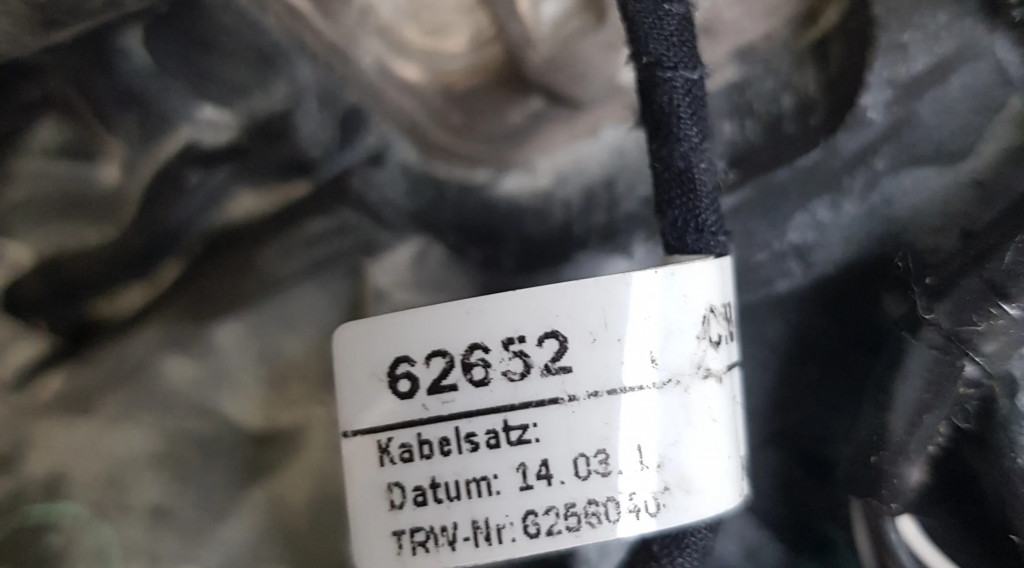 62652
Kabelsatz:
Datum: 14.03.
TRW-Nr: